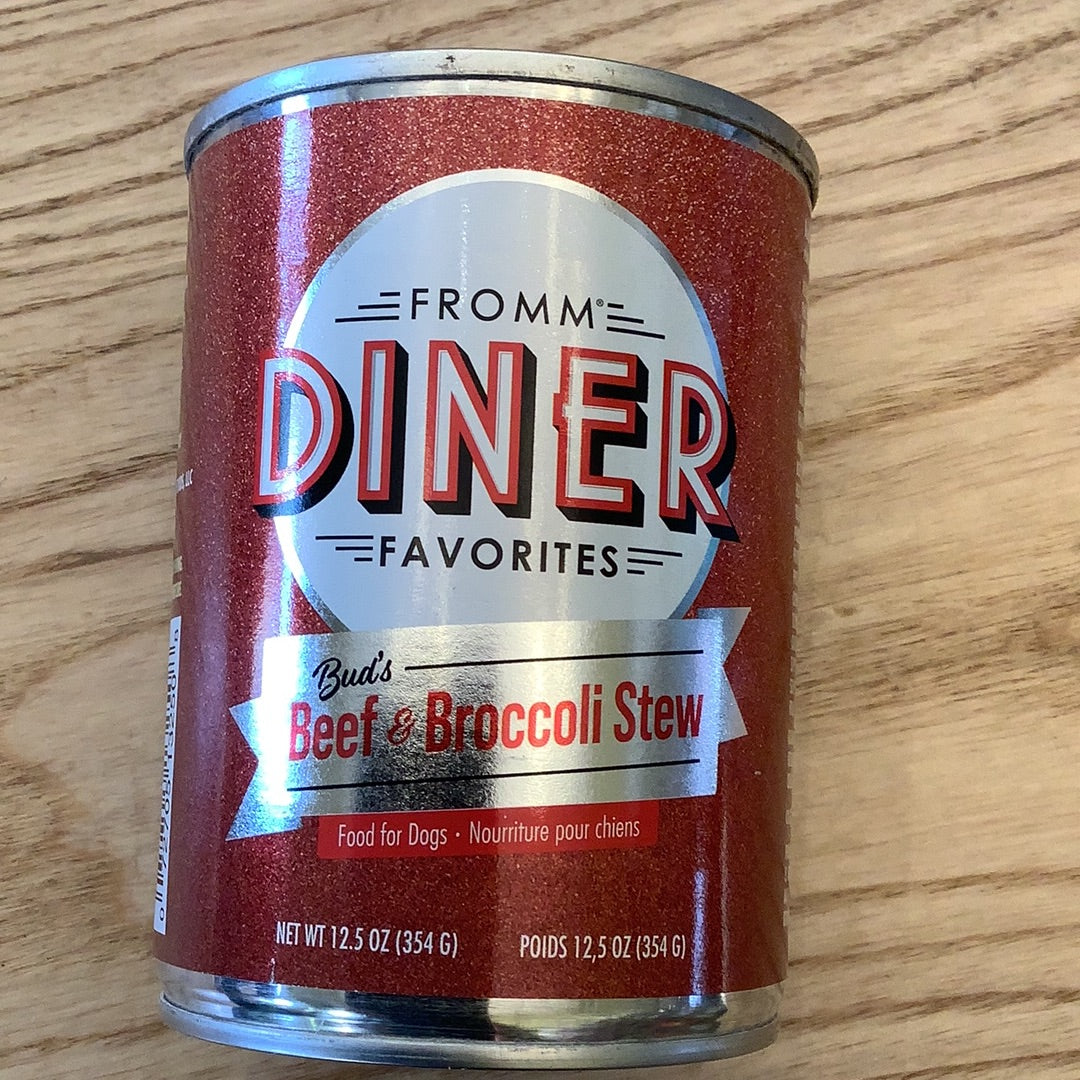 FROMM®
DINER
FAVORITES
Bud's
Beef & Broccoli Stew
Food for Dogs · Nourriture pour chiens
NET WT 12.5 OZ (354 G) POIDS 12,5 OZ (354 G)